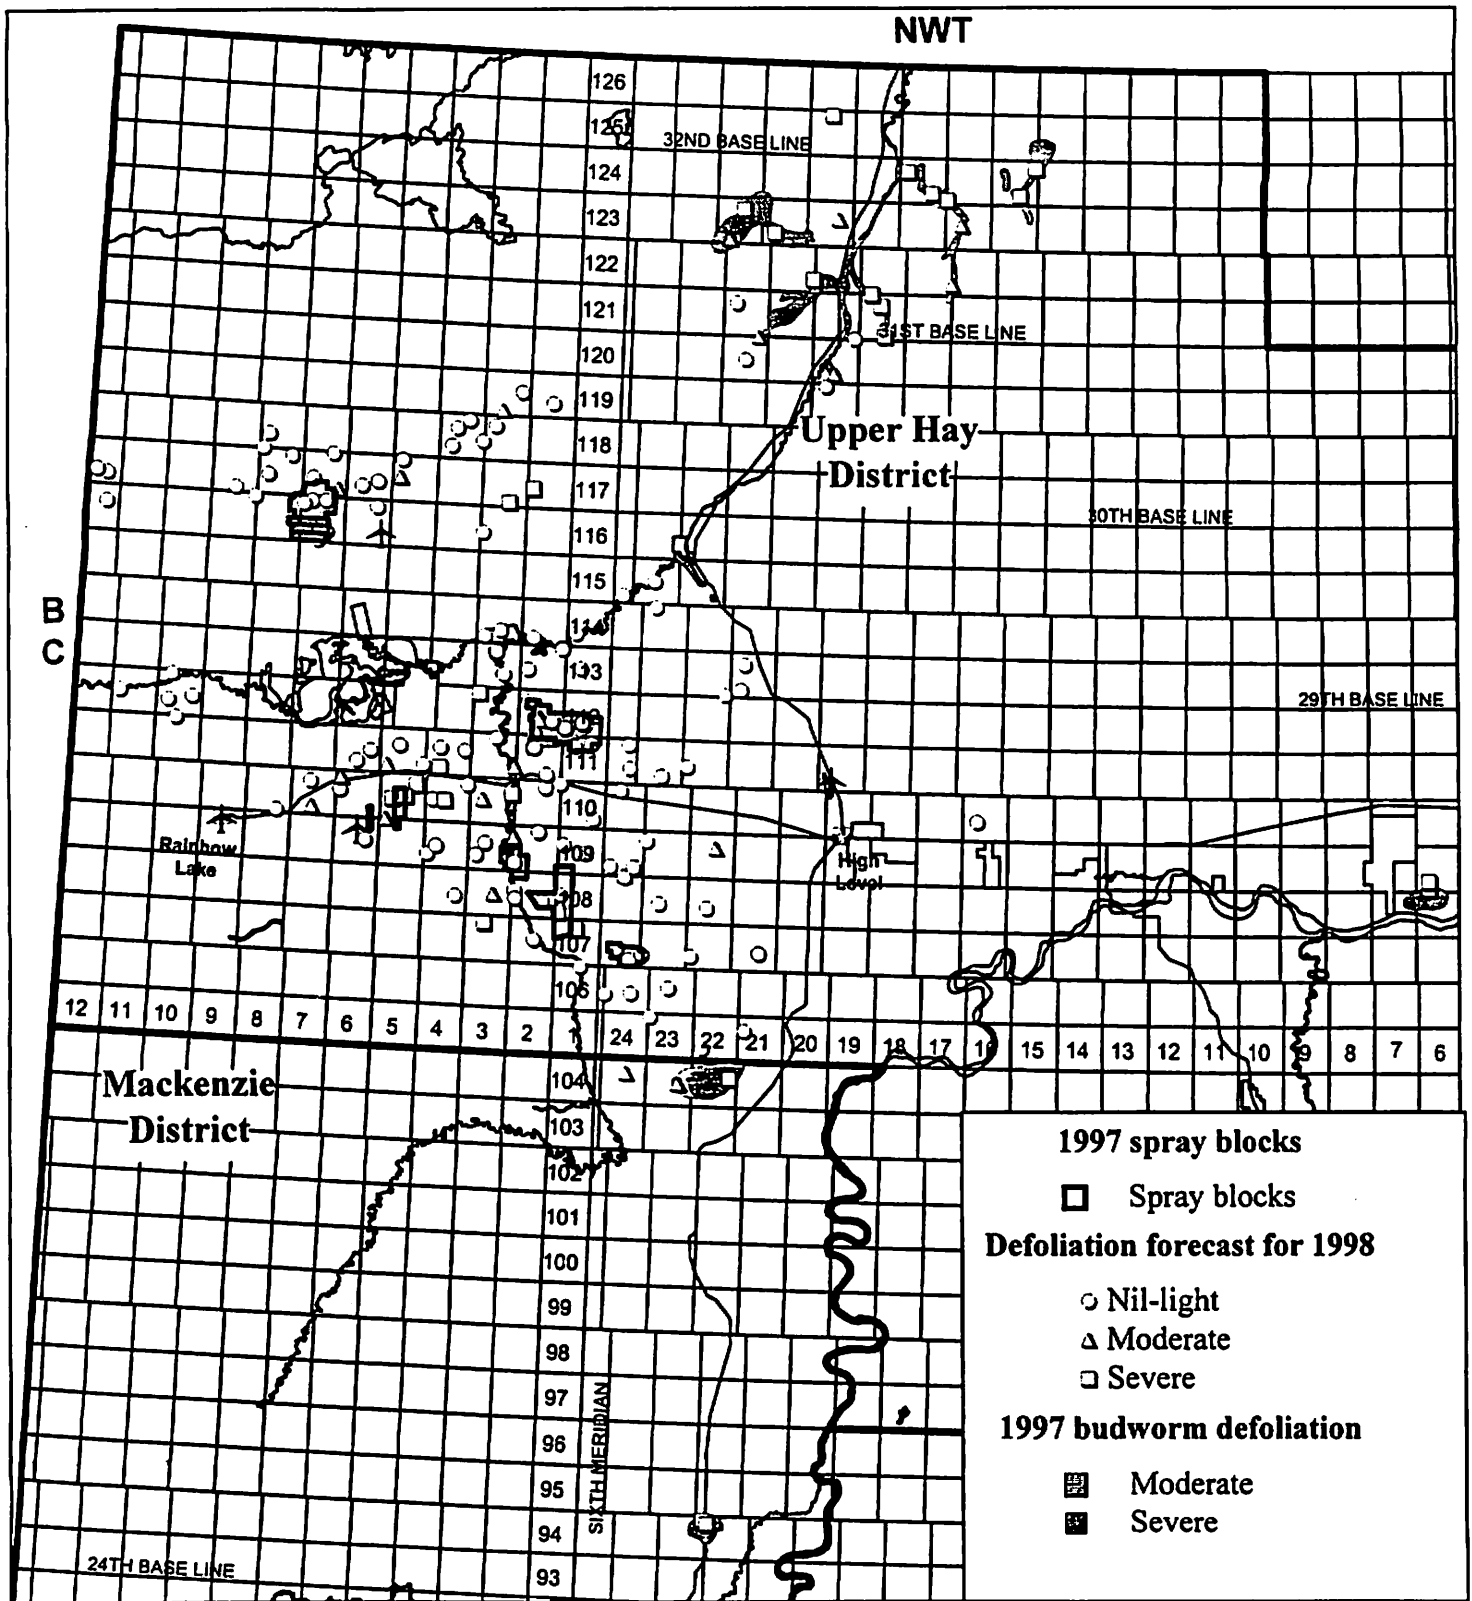 NWT
126
125
32ND BASE LINE
124
123
122
121
31ST BASE LINE
120
119
Upper Hay
District
118
117
30TH BASE LINE
116
115
B
C
114
113
29TH BASE LINE
112
111
110
Rainbow
Lake
109
High
Level
108
107
106
12 11 10 9 8 7 6 5 4 3 2 1 24 23 22 21 20 19 18 17 16 15 14 13 12 11 10 9 8 7 6
Mackenzie
District
104
103
102
101
100
99
98
97
96
95
94
93
SIXTH MERIDIAN
24TH BASE LINE
1997 spray blocks
Spray blocks
Defoliation forecast for 1998
Nil-light
Moderate
Severe
1997 budworm defoliation
Moderate
Severe